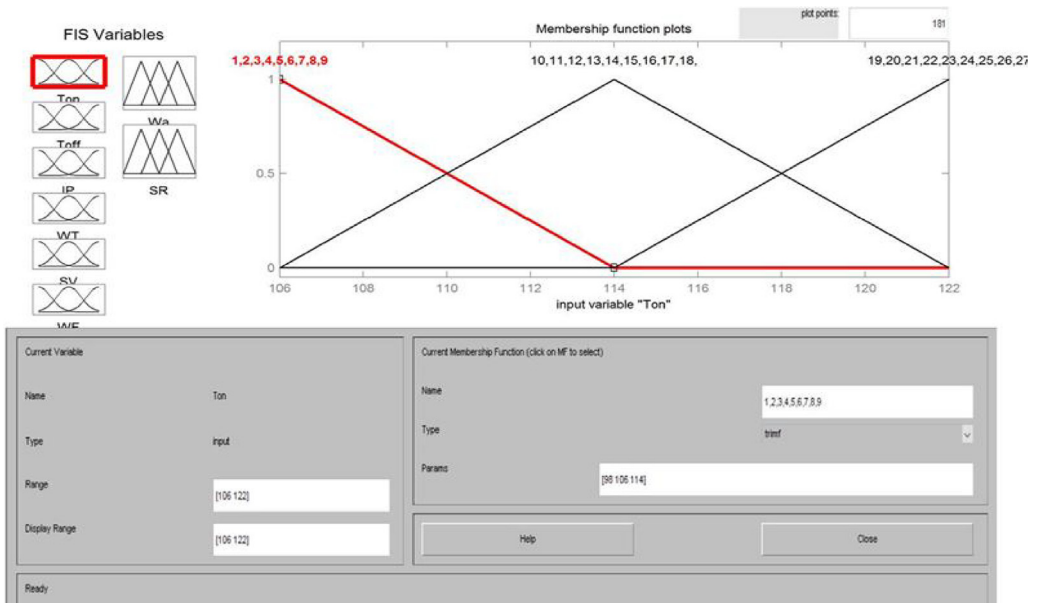 plot points:
181
FIS Variables
Membership function plots
Ton
Toff
IP
WT
SV
WF
Wa
SR
1,2,3,4,5,6,7,8,9
10,11,12,13,14,15,16,17,18,
19,20,21,22,23,24,25,26,27
1
0.5
0
106 108 110 112 114 116 118 120 122
input variable "Ton"
Current Variable
Name Ton
Type input
Range [106 122]
Display Range [106 122]
Current Membership Function (click on MF to select)
Name 1,2,3,4,5,6,7,8,9
Type trimf
Params [98 106 114]
Help Close
Ready